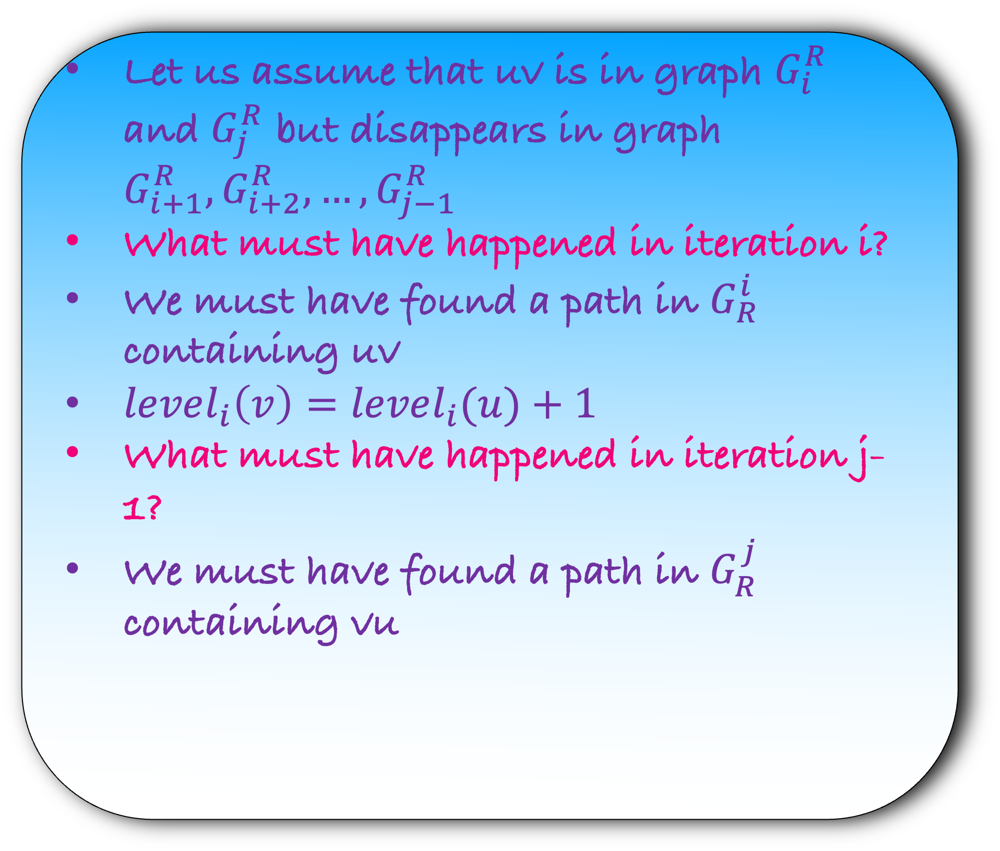 • Let us assume that uv is in graph $G_i^R$
and $G_j^R$ but disappears in graph
$G_{i+1}^R, G_{i+2}^R, \ldots, G_{j-1}^R$
• What must have happened in iteration i?
• We must have found a path in $G_R^i$
containing uv
• $level_i(v) = level_i(u) + 1$
• What must have happened in iteration j-
1?
• We must have found a path in $G_R^j$
containing vu